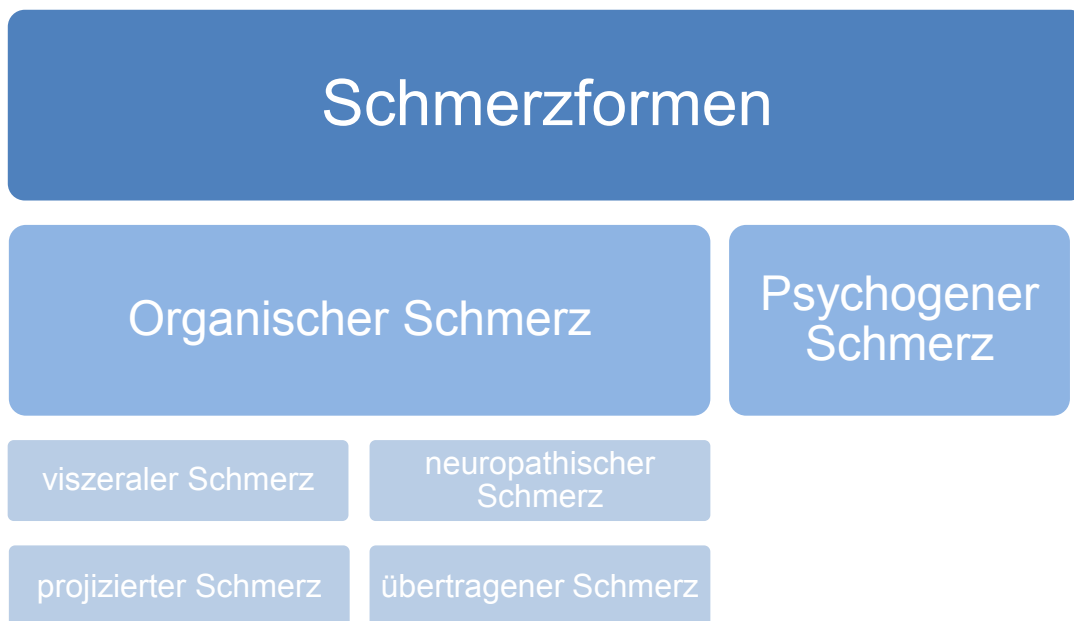 Schmerzformen
Organischer Schmerz
Psychogener
Schmerz
viszeraler Schmerz
neuropathischer
Schmerz
projizierter Schmerz
übertragener Schmerz